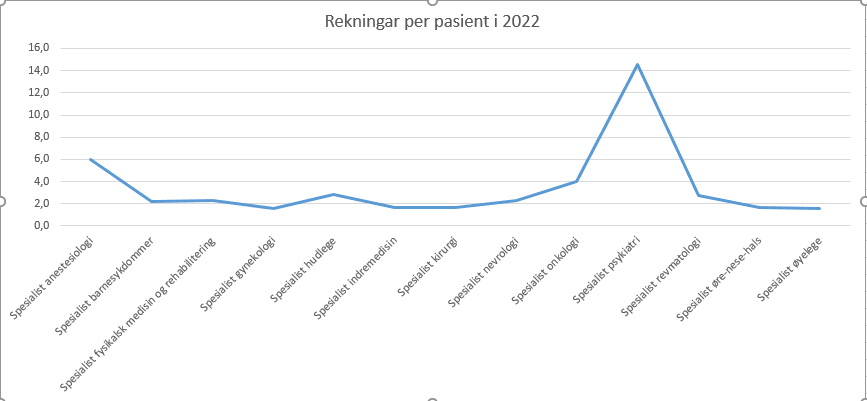 Rekningar per pasient i 2022
16,0
14,0
12,0
10,0
8,0
6,0
4,0
2,0
0,0
Spesialist anestesiologi
Spesialist barnesykdommer
Spesialist fysikalsk medisin og rehabilitering
Spesialist gynekologi
Spesialist hudlege
Spesialist indremedisin
Spesialist kirurgi
Spesialist nevrologi
Spesialist onkologi
Spesialist psykiatri
Spesialist revmatologi
Spesialist øre-nese-hals
Spesialist øyelege